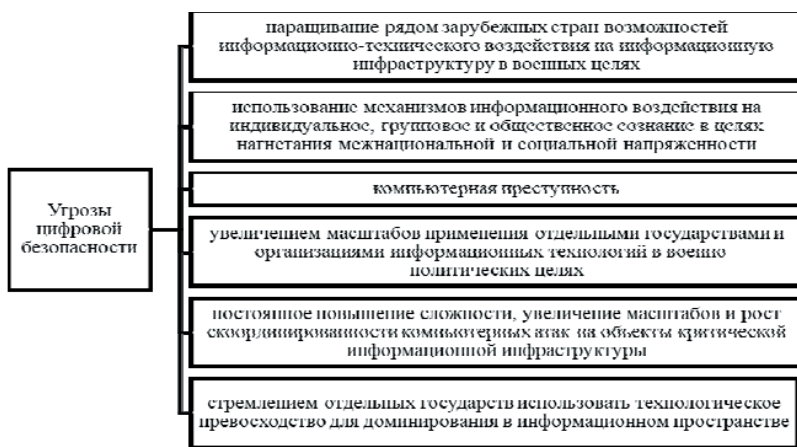 наращивание рядом зарубежных стран возможностей
информационно-технического воздействия на информационную
инфраструктуру в военных целях
использование механизмов информационного воздействия на
индивидуальное, групповое и общественное сознание в целях
нагнетания межнациональной и социальной напряженности
компьютерная преступность
Угрозы
цифровой
безопасности
увеличением масштабов применения отдельными государствами и
организациями информационных технологий в военно
политических целях
постоянное повышение сложности, увеличение масштабов и рост
скоординированности компьютерных атак на объекты критической
информационной инфраструктуры
стремлением отдельных государств использовать технологическое
превосходство для доминирования в информационном пространстве